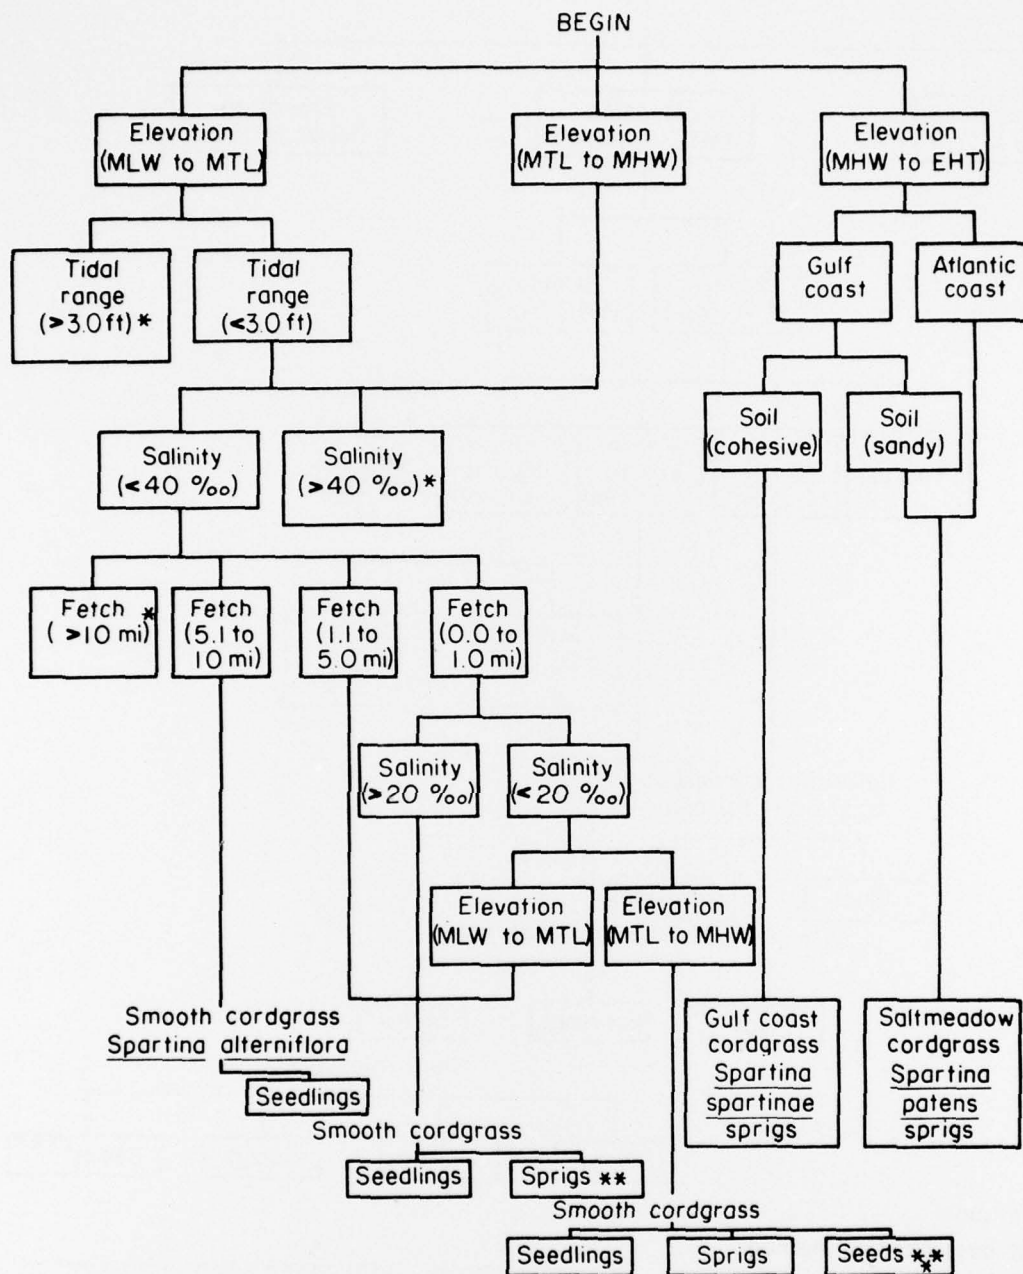 BEGIN
Elevation
(MLW to MTL)
Elevation
(MTL to MHW)
Elevation
(MHW to EHT)
Tidal
range
(>3.0 ft) *
Tidal
range
(<3.0 ft)
Gulf
coast
Atlantic
coast
Soil
(cohesive)
Soil
(sandy)
Salinity
(<40 ‰)
Salinity
(>40 ‰) *
Fetch *
( >10 mi)
Fetch
(5.1 to
10 mi)
Fetch
(1.1 to
5.0 mi)
Fetch
(0.0 to
1.0 mi)
Salinity
(>20 ‰)
Salinity
(<20 ‰)
Elevation
(MLW to MTL)
Elevation
(MTL to MHW)
Smooth cordgrass
Spartina alterniflora
Seedlings
Gulf coast
cordgrass
Spartina
spartinae
sprigs
Saltmeadow
cordgrass
Spartina
patens
sprigs
Smooth cordgrass
Seedlings
Sprigs **
Smooth cordgrass
Seedlings
Sprigs
Seeds ***